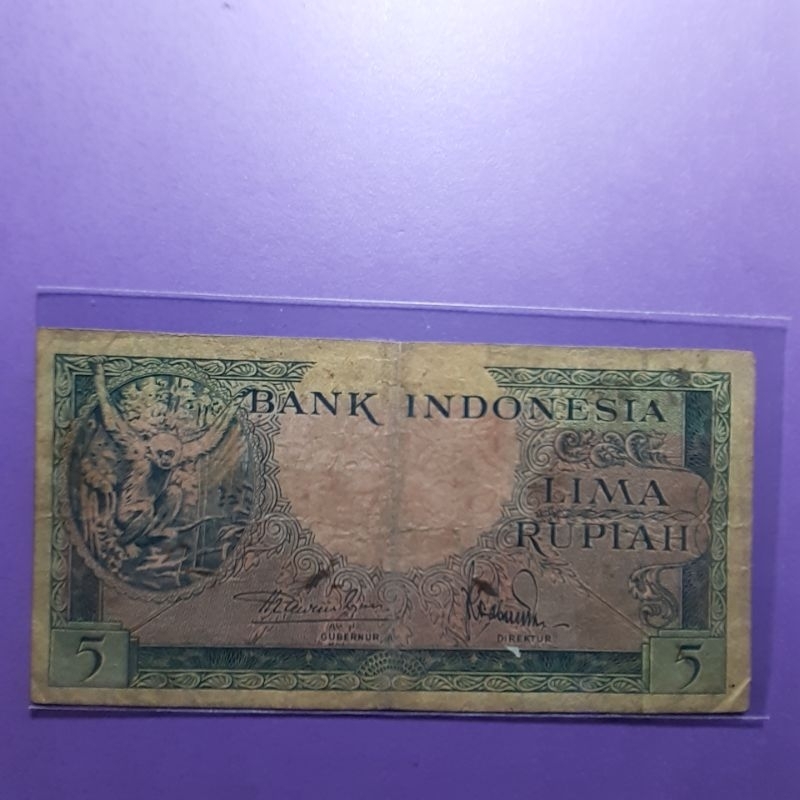 BANK INDONESIA
LIMA
RUPIAH
GUBERNUR,
DIREKTUR
5
5